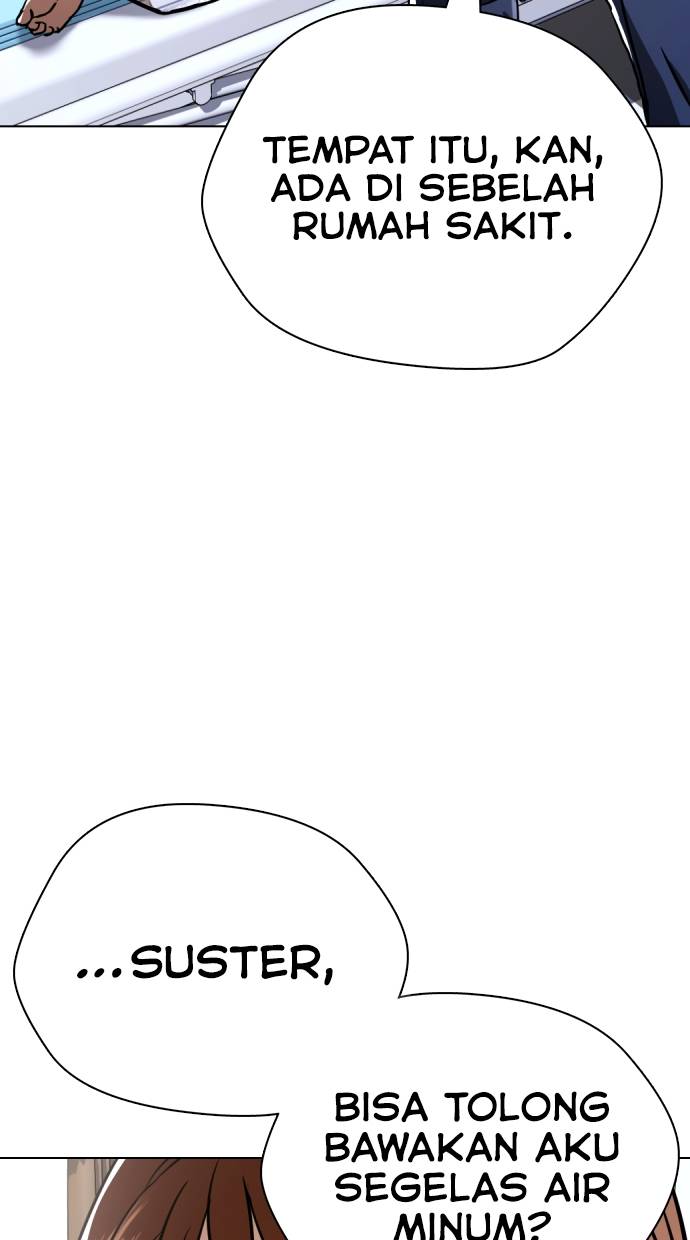 TEMPAT ITU, KAN,
ADA DI SEBELAH
RUMAH SAKIT.
...SUSTER,
BISA TOLONG
BAWAKAN AKU
SEGELAS AIR
MINUM?